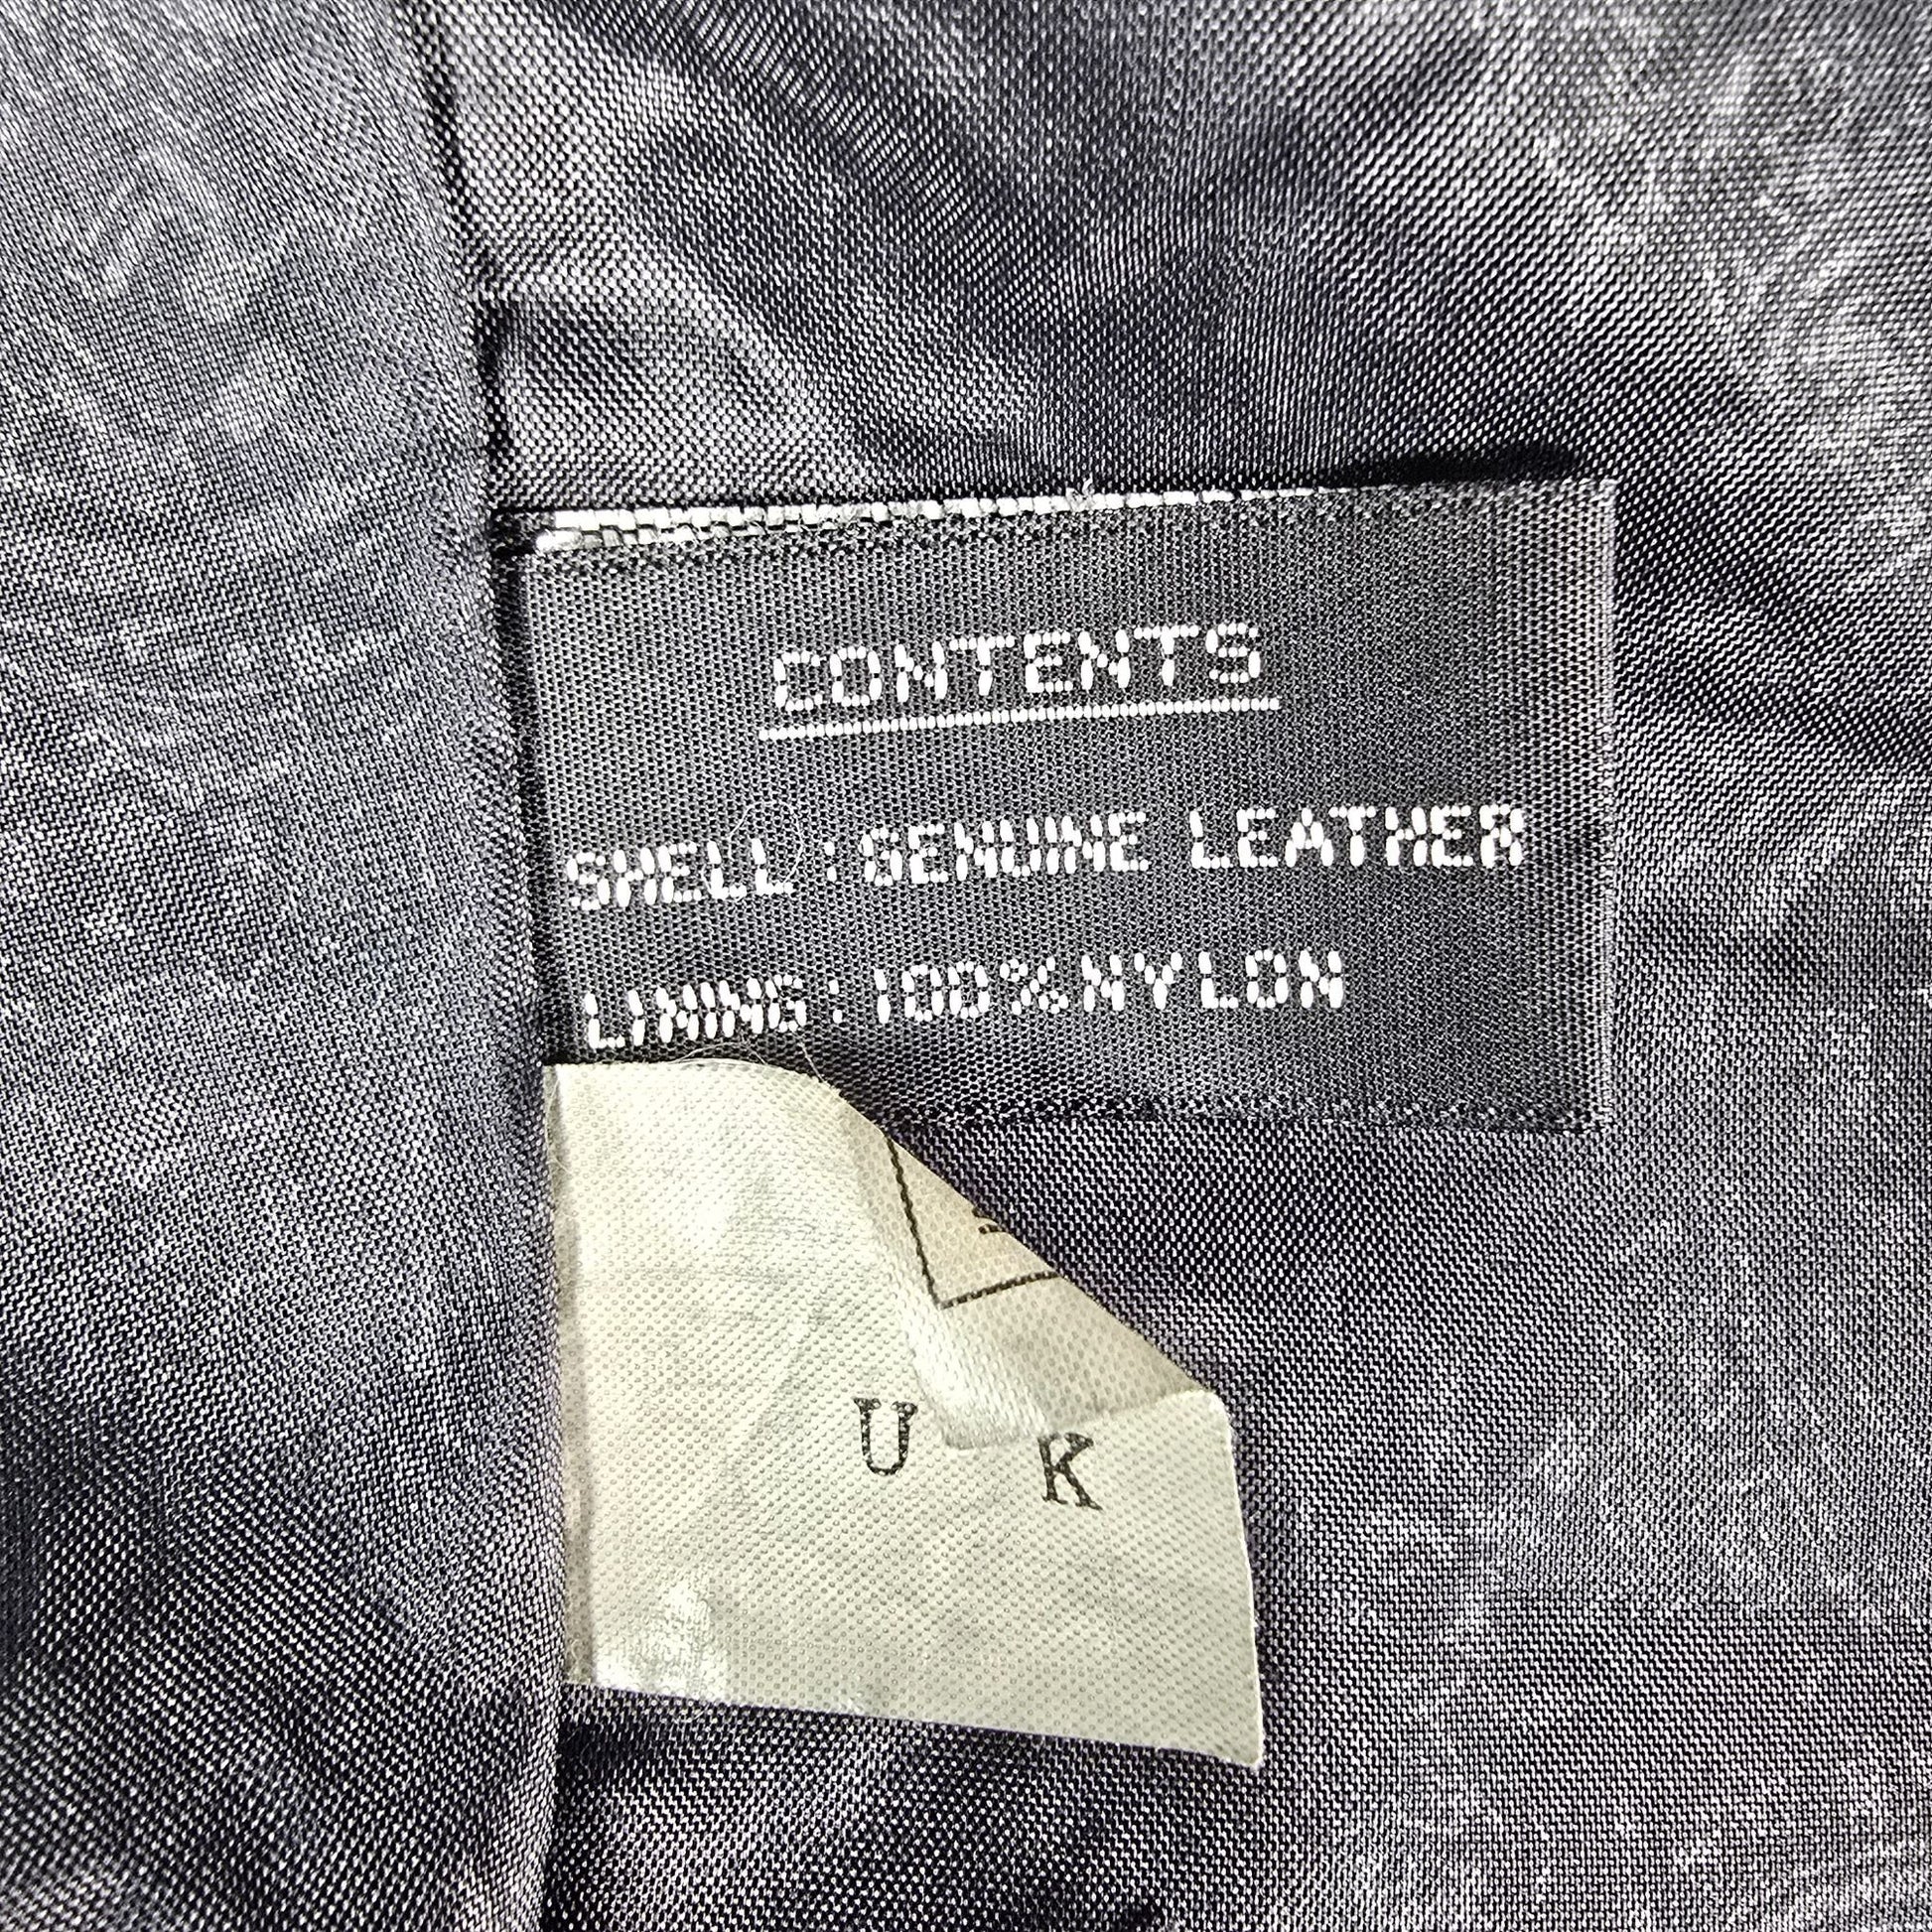 CONTENTS
SHELL:GENUINE LEATHER
LINING:100%NYLON
U K